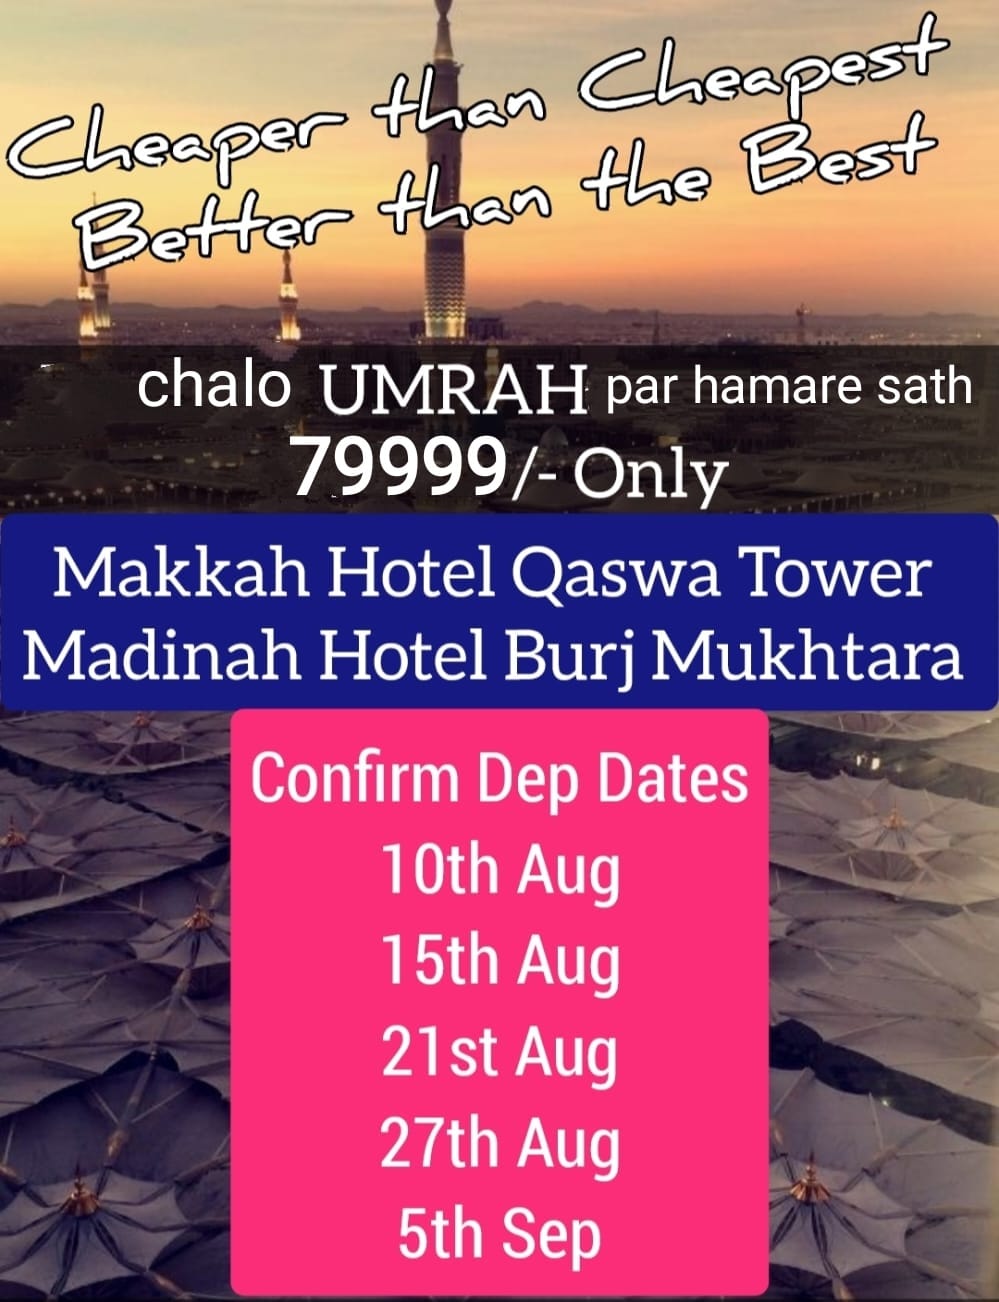 Cheaper than Cheapest
Better than the Best
chalo UMRAH par hamare sath
79999/- Only
Makkah Hotel Qaswa Tower
Madinah Hotel Burj Mukhtara
Confirm Dep Dates
10th Aug
15th Aug
21st Aug
27th Aug
5th Sep